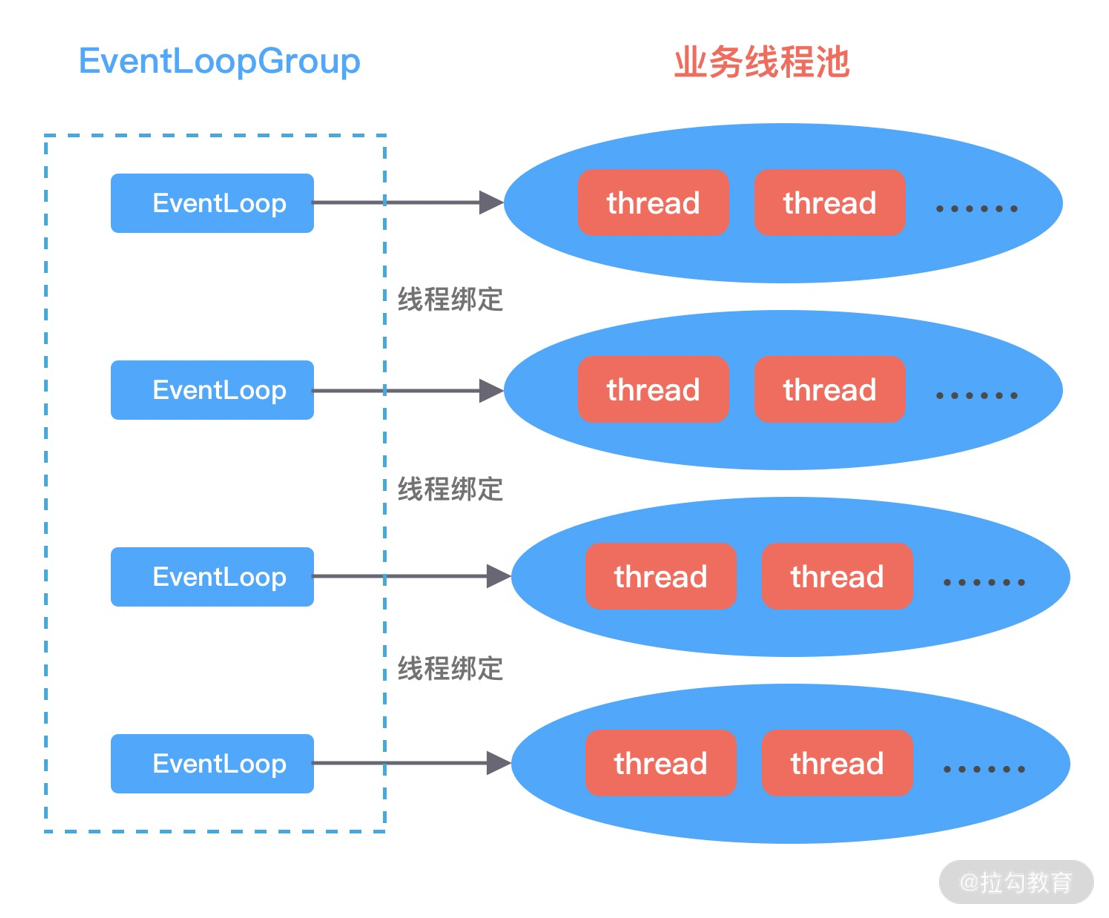 EventLoopGroup
业务线程池
EventLoop
thread
thread
......
线程绑定
EventLoop
thread
thread
......
线程绑定
EventLoop
thread
thread
......
线程绑定
EventLoop
thread
thread
......
@拉勾教育